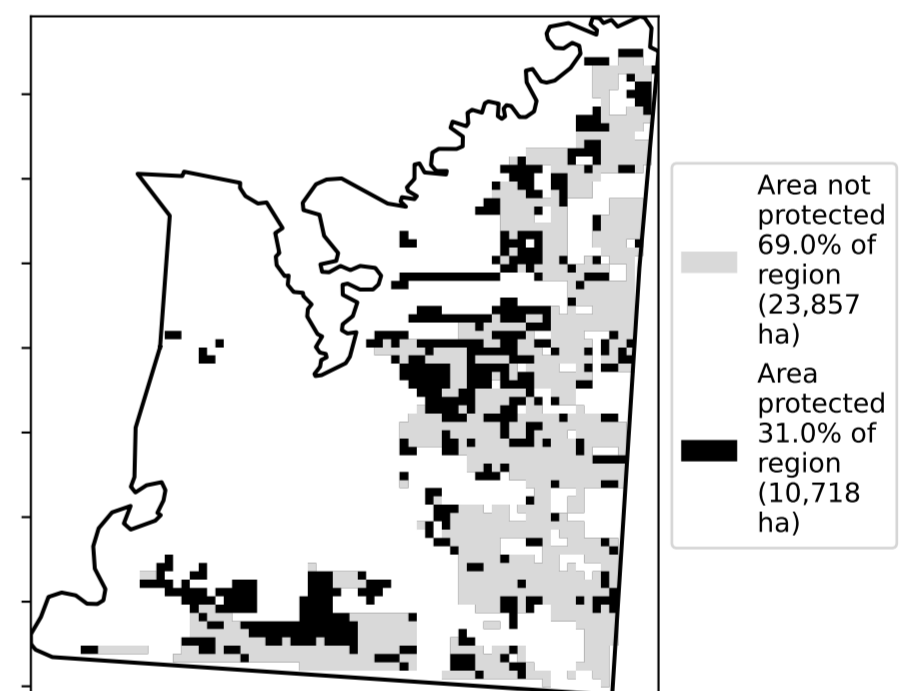 Area not
protected
69.0% of
region
(23,857
ha)
Area
protected
31.0% of
region
(10,718
ha)